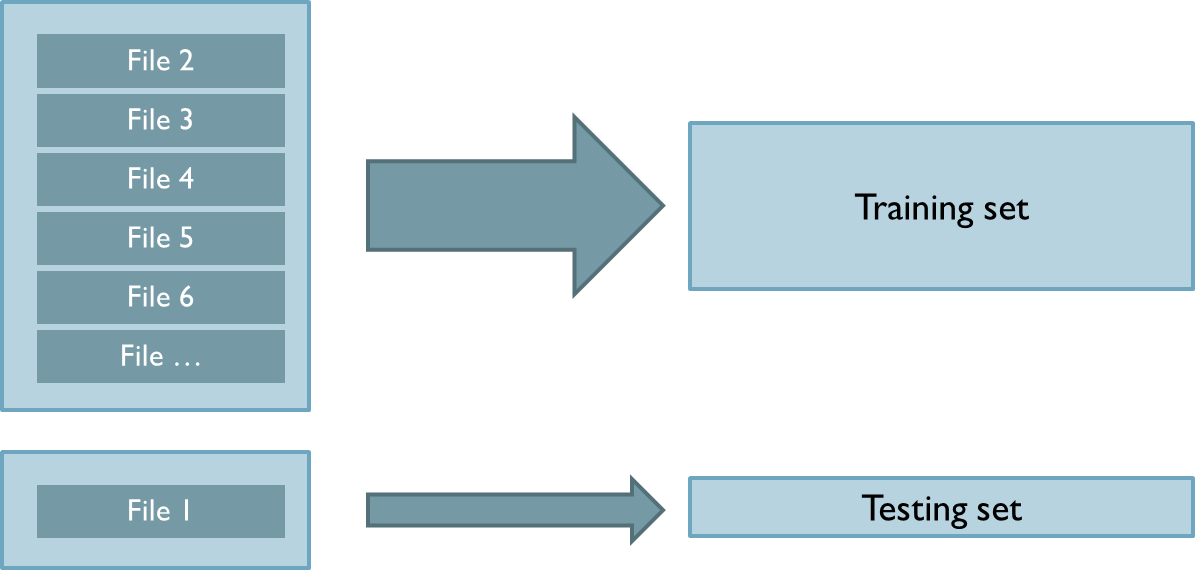 File 2
File 3
File 4
File 5
File 6
File …
Training set
File 1
Testing set